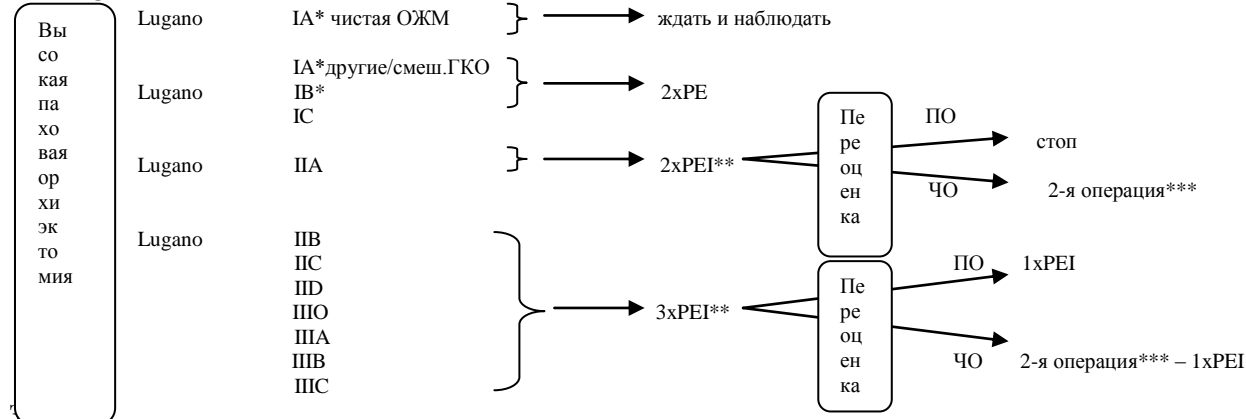 Вы
со
кая
па
хо
вая
ор
хи
эк
то
мия
Lugano IA* чистая ОЖМ ждать и наблюдать
IA*другие/смеш.ГКО
Lugano IB* 2xPE
IC
Lugano IIA 2xPEI**
Пе
ре
оц
ен
ка
ПО стоп
ЧО 2-я операция***
Lugano IIB
IIC
IID
IIIO 3xPEI**
IIIA
IIIB
IIIC
Пе
ре
оц
ен
ка
ПО 1xPEI
ЧО 2-я операция*** – 1xPEI